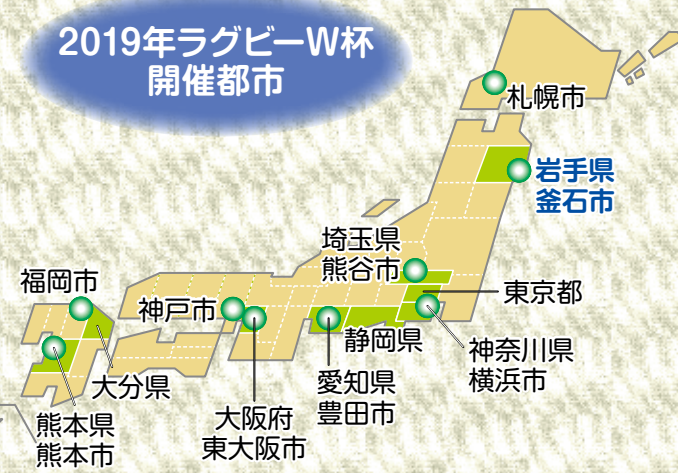 2019年ラグビーW杯
開催都市
札幌市
岩手県
釜石市
埼玉県
熊谷市
東京都
福岡市
神戸市
静岡県
神奈川県
横浜市
大分県
愛知県
豊田市
大阪府
東大阪市
熊本県
熊本市